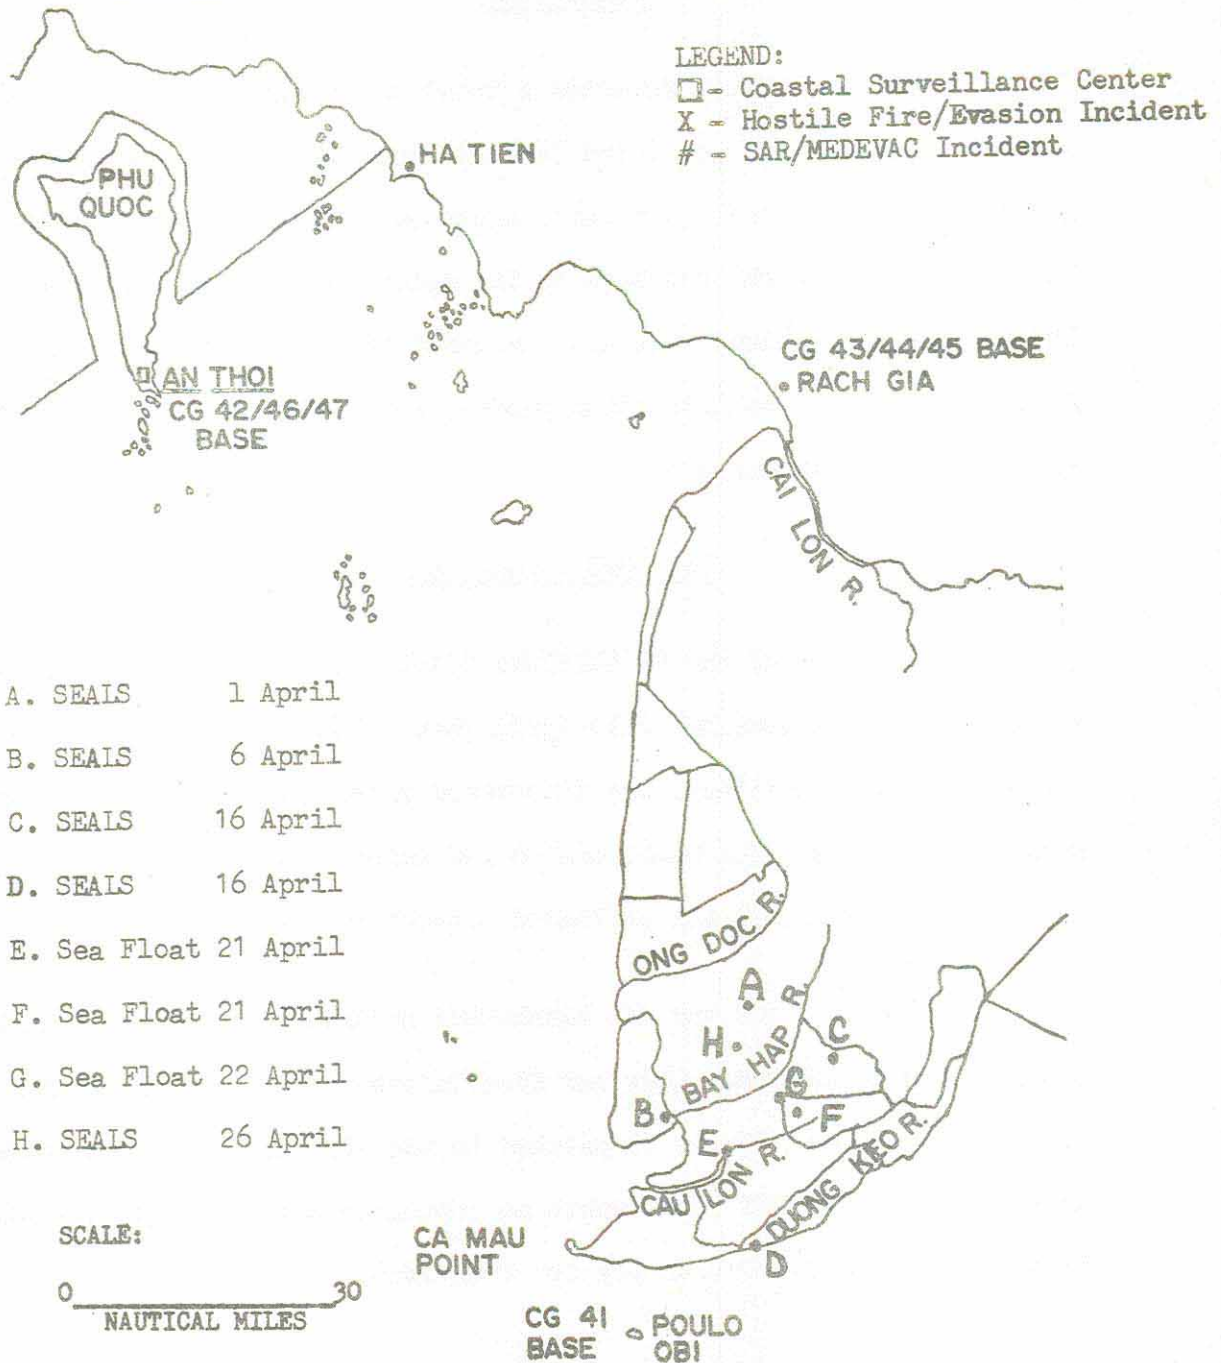 LEGEND:
□ - Coastal Surveillance Center
X - Hostile Fire/Evasion Incident
# - SAR/MEDEVAC Incident
HA TIEN
PHU
QUOC
CG 43/44/45 BASE
RACH GIA
AN THOI
CG 42/46/47
BASE
CAI LON R.
A. SEALS 1 April
B. SEALS 6 April
C. SEALS 16 April
D. SEALS 16 April
E. Sea Float 21 April
F. Sea Float 21 April
G. Sea Float 22 April
H. SEALS 26 April
ONG DOC R.
A
H
BAY HAP R.
C
G
B
F
E
CAU LON R.
DUONG KEO R.
D
SCALE:
0 30
NAUTICAL MILES
CA MAU
POINT
CG 41
BASE
POULO
OBI